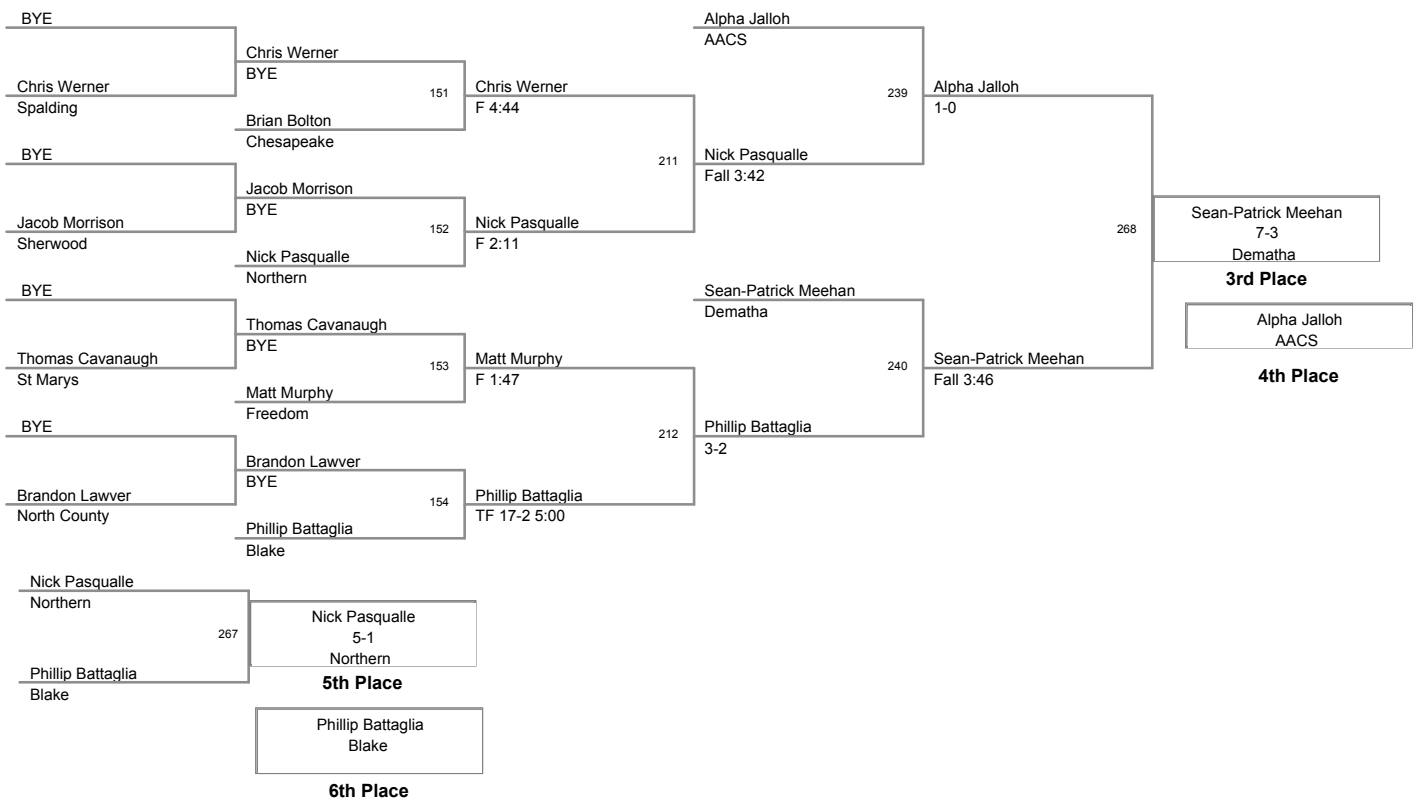 BYE
Chris Werner
Spalding
BYE
Jacob Morrison
Sherwood
BYE
Thomas Cavanaugh
St Marys
BYE
Brandon Lawver
North County
Chris Werner
BYE
151
Brian Bolton
Chesapeake
Jacob Morrison
BYE
152
Nick Pasqualle
Northern
Thomas Cavanaugh
BYE
153
Matt Murphy
Freedom
Brandon Lawver
BYE
154
Phillip Battaglia
Blake
Chris Werner
F 4:44
211
Nick Pasqualle
F 2:11
Matt Murphy
F 1:47
212
Phillip Battaglia
TF 17-2 5:00
Alpha Jalloh
AACS
239
Nick Pasqualle
Fall 3:42
Sean-Patrick Meehan
Dematha
240
Phillip Battaglia
3-2
Alpha Jalloh
1-0
268
Sean-Patrick Meehan
Fall 3:46
Sean-Patrick Meehan
7-3
Dematha
3rd Place
Alpha Jalloh
AACS
4th Place
Nick Pasqualle
Northern
267
Phillip Battaglia
Blake
Nick Pasqualle
5-1
Northern
5th Place
Phillip Battaglia
Blake
6th Place